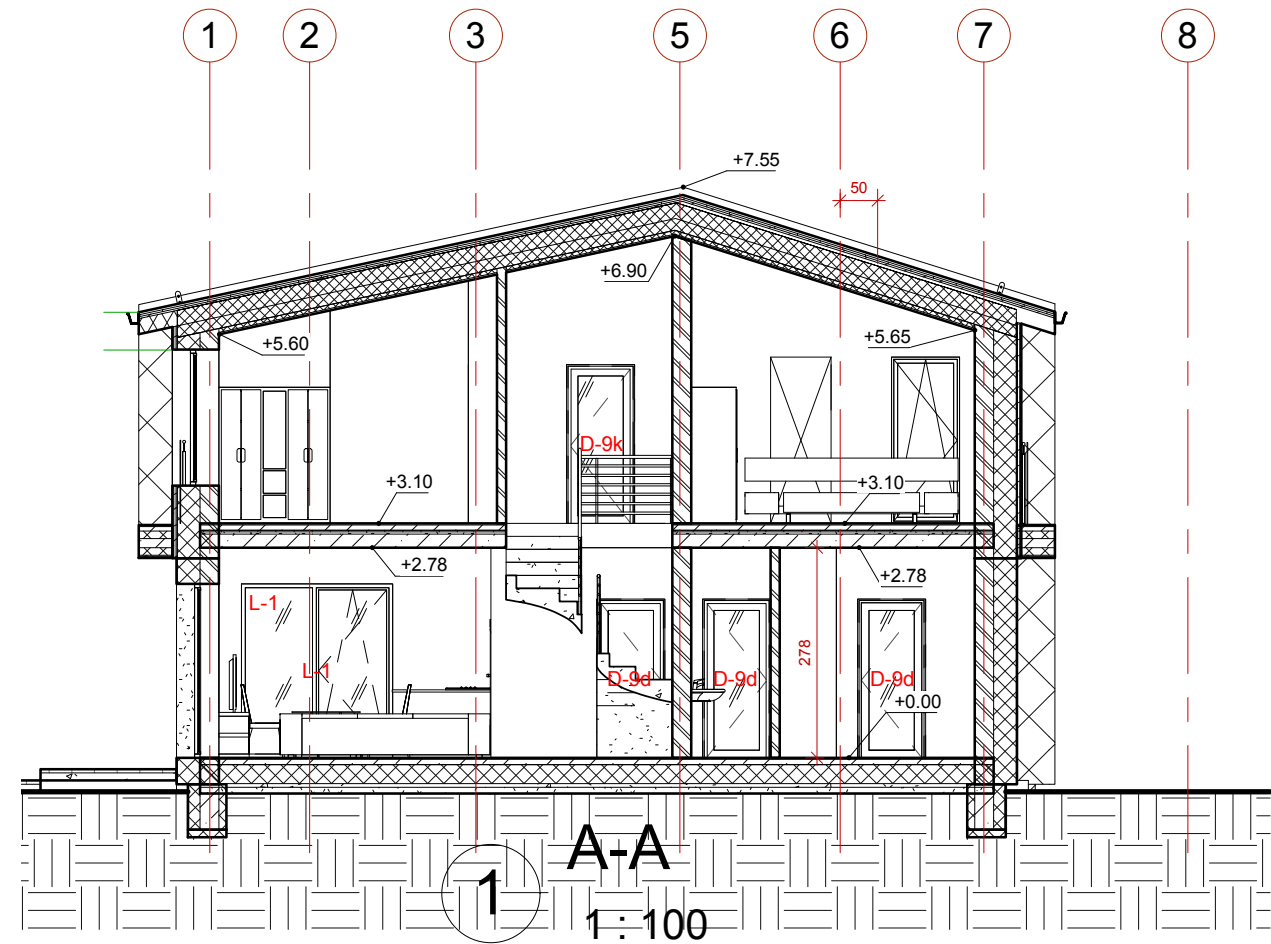 1 2 3 5 6 7 8
+7.55
50
+6.90
+5.60
+5.65
D-9k
+3.10
+3.10
+2.78
+2.78
L-1
278
L-1
D-9d
D-9d
D-9d
+0.00
A-A
1
1 : 100